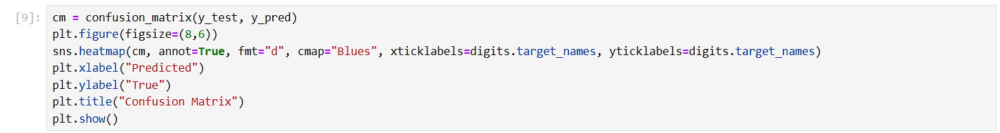 [9]:
cm = confusion_matrix(y_test, y_pred)
plt.figure(figsize=(8,6))
sns.heatmap(cm, annot=True, fmt="d", cmap="Blues", xticklabels=digits.target_names, yticklabels=digits.target_names)
plt.xlabel("Predicted")
plt.ylabel("True")
plt.title("Confusion Matrix")
plt.show()